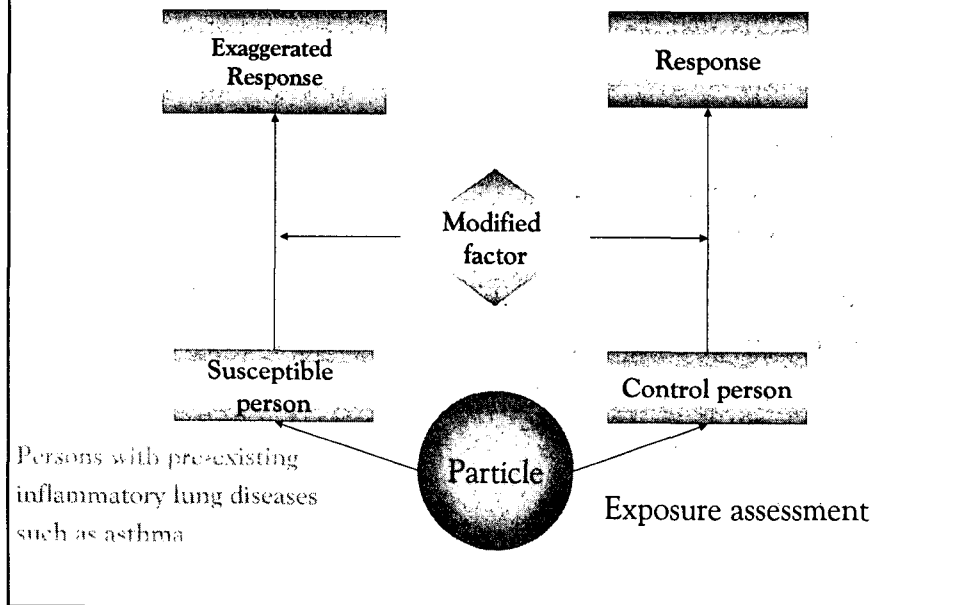 Exaggerated
Response
Response
Modified
factor
Susceptible
person
Control person
Particle
Persons with pre-existing
inflammatory lung diseases
such as asthma
Exposure assessment